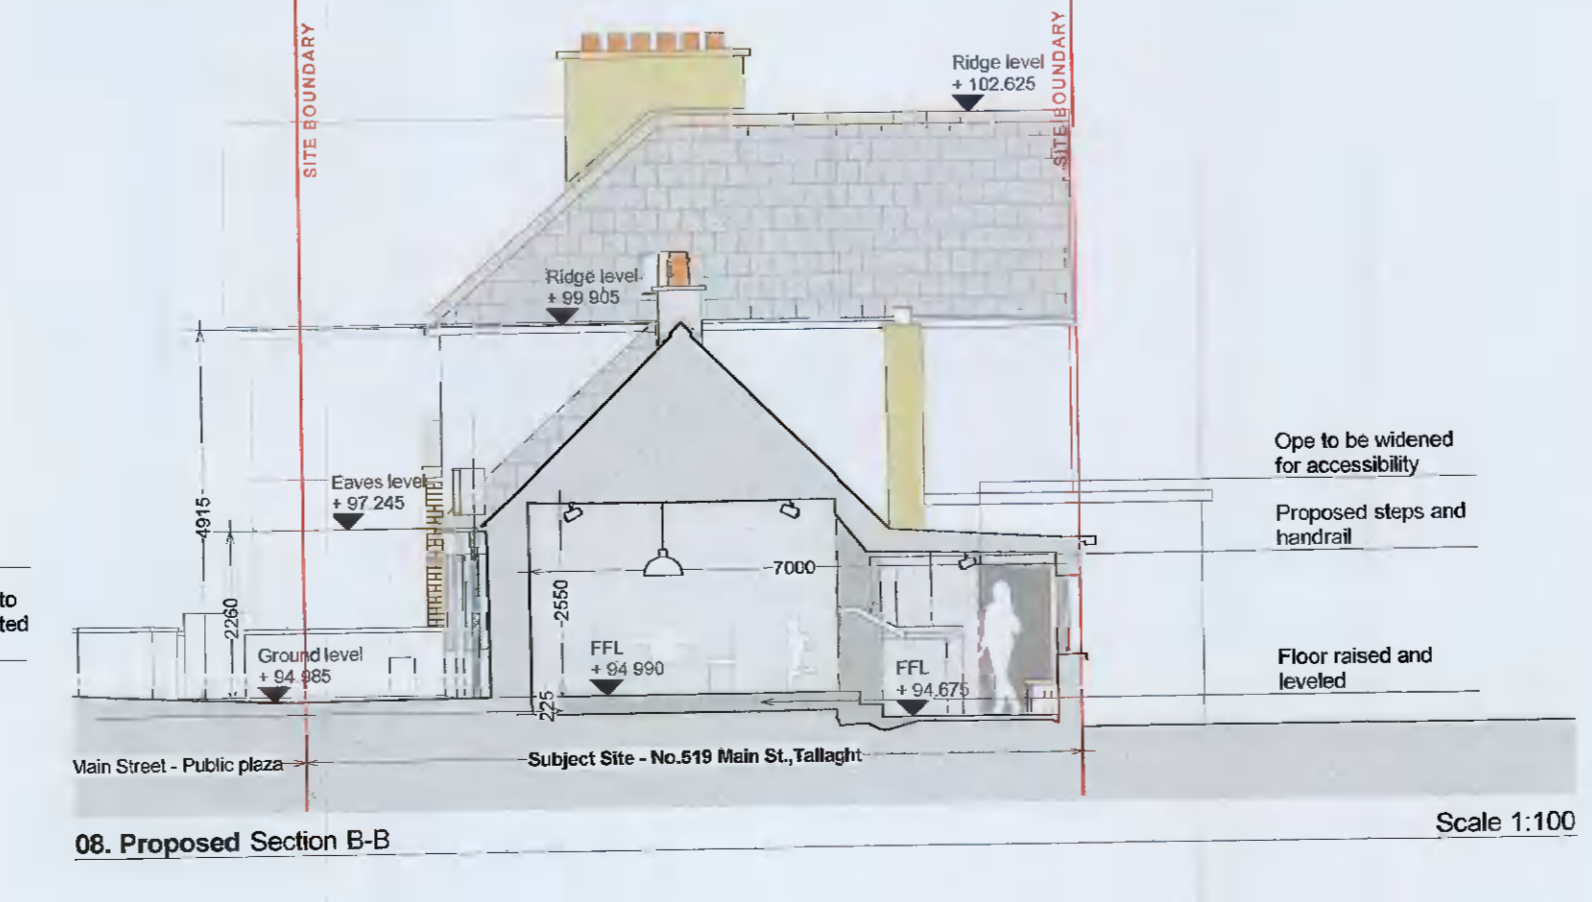 SITE BOUNDARY
SITE BOUNDARY
Ridge level
+ 102.625
Ridge level
+ 99.905
Eaves level
+ 97.245
4915
2260
Ground level
+ 94.985
2550
7000
225
FFL
+ 94.990
FFL
+ 94.675
Ope to be widened
for accessibility
Proposed steps and
handrail
Floor raised and
leveled
to
ted
Main Street - Public plaza
Subject Site - No.519 Main St.,Tallaght
08. Proposed Section B-B
Scale 1:100